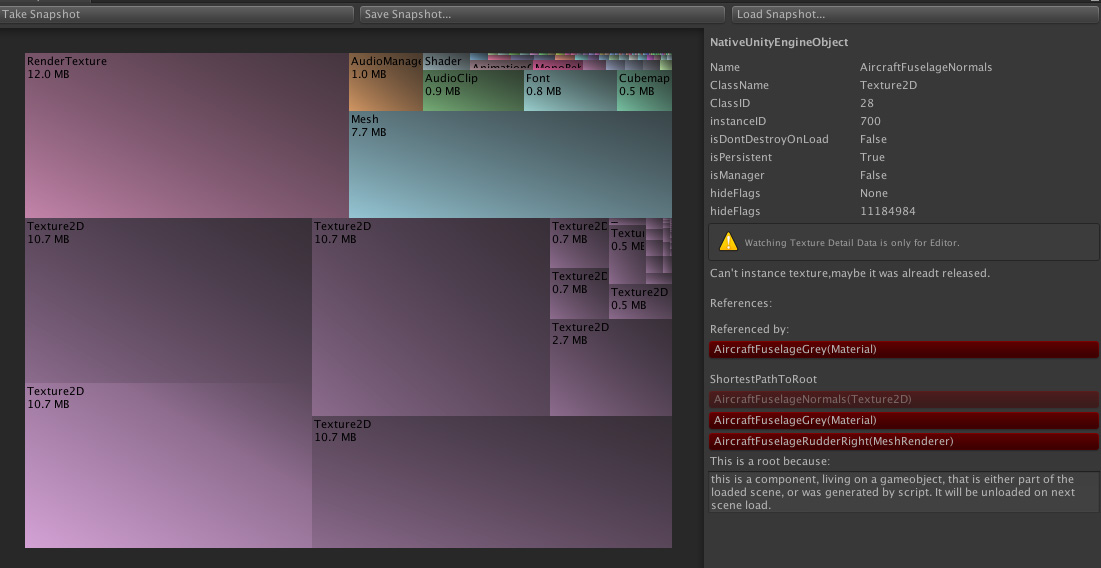 Take Snapshot
Save Snapshot...
Load Snapshot...
RenderTexture
12.0 MB
AudioManage
1.0 MB
Shader
AudioClip
0.9 MB
Font
0.8 MB
Cubemap
0.5 MB
Mesh
7.7 MB
Texture2D
10.7 MB
Texture2D
10.7 MB
Texture2D
0.7 MB
Textu
0.5 MB
Texture2D
0.7 MB
Texture2D
0.5 MB
Texture2D
2.7 MB
Texture2D
10.7 MB
Texture2D
10.7 MB
NativeUnityEngineObject
Name AircraftFuselageNormals
ClassName Texture2D
ClassID 28
instanceID 700
isDontDestroyOnLoad False
isPersistent True
isManager False
hideFlags None
hideFlags 11184984
Watching Texture Detail Data is only for Editor.
Can't instance texture,maybe it was alreadt released.
References:
Referenced by:
AircraftFuselageGrey(Material)
ShortestPathToRoot
AircraftFuselageNormals(Texture2D)
AircraftFuselageGrey(Material)
AircraftFuselageRudderRight(MeshRenderer)
This is a root because:
this is a component, living on a gameobject, that is either part of the
loaded scene, or was generated by script. It will be unloaded on next
scene load.